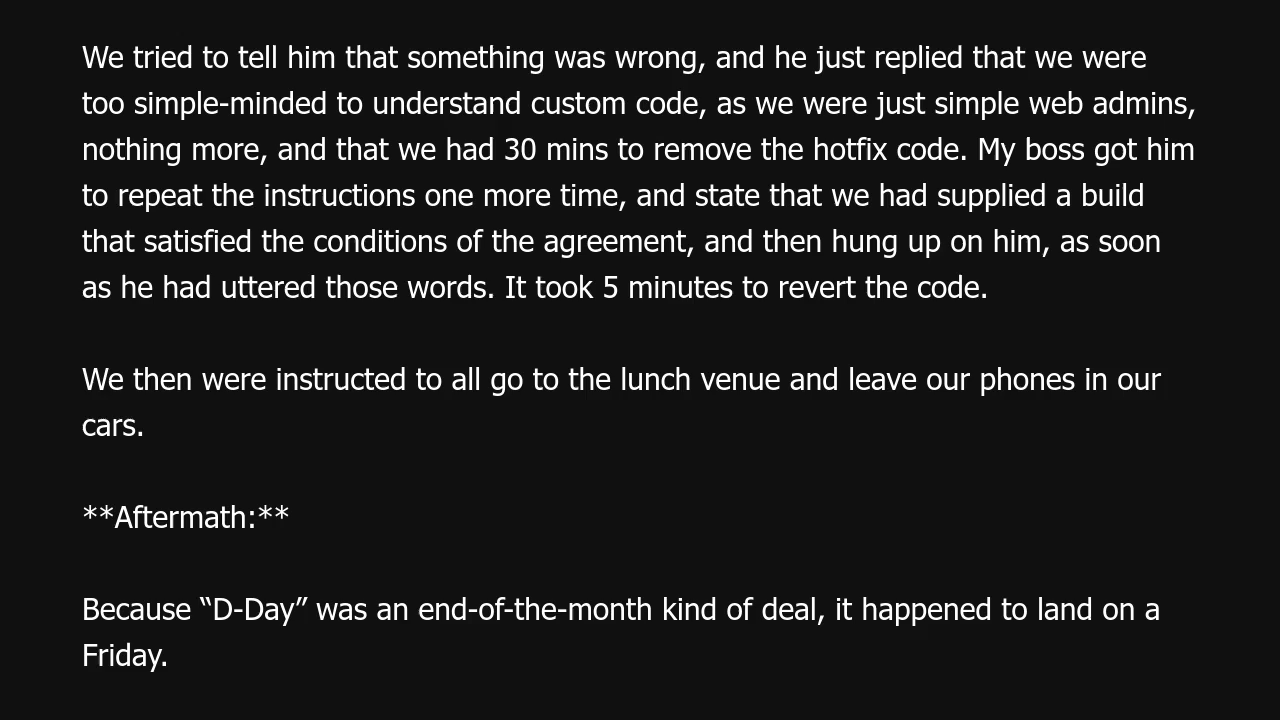 We tried to tell him that something was wrong, and he just replied that we were
too simple-minded to understand custom code, as we were just simple web admins,
nothing more, and that we had 30 mins to remove the hotfix code. My boss got him
to repeat the instructions one more time, and state that we had supplied a build
that satisfied the conditions of the agreement, and then hung up on him, as soon
as he had uttered those words. It took 5 minutes to revert the code.
We then were instructed to all go to the lunch venue and leave our phones in our
cars.
**Aftermath:**
Because “D-Day” was an end-of-the-month kind of deal, it happened to land on a
Friday.